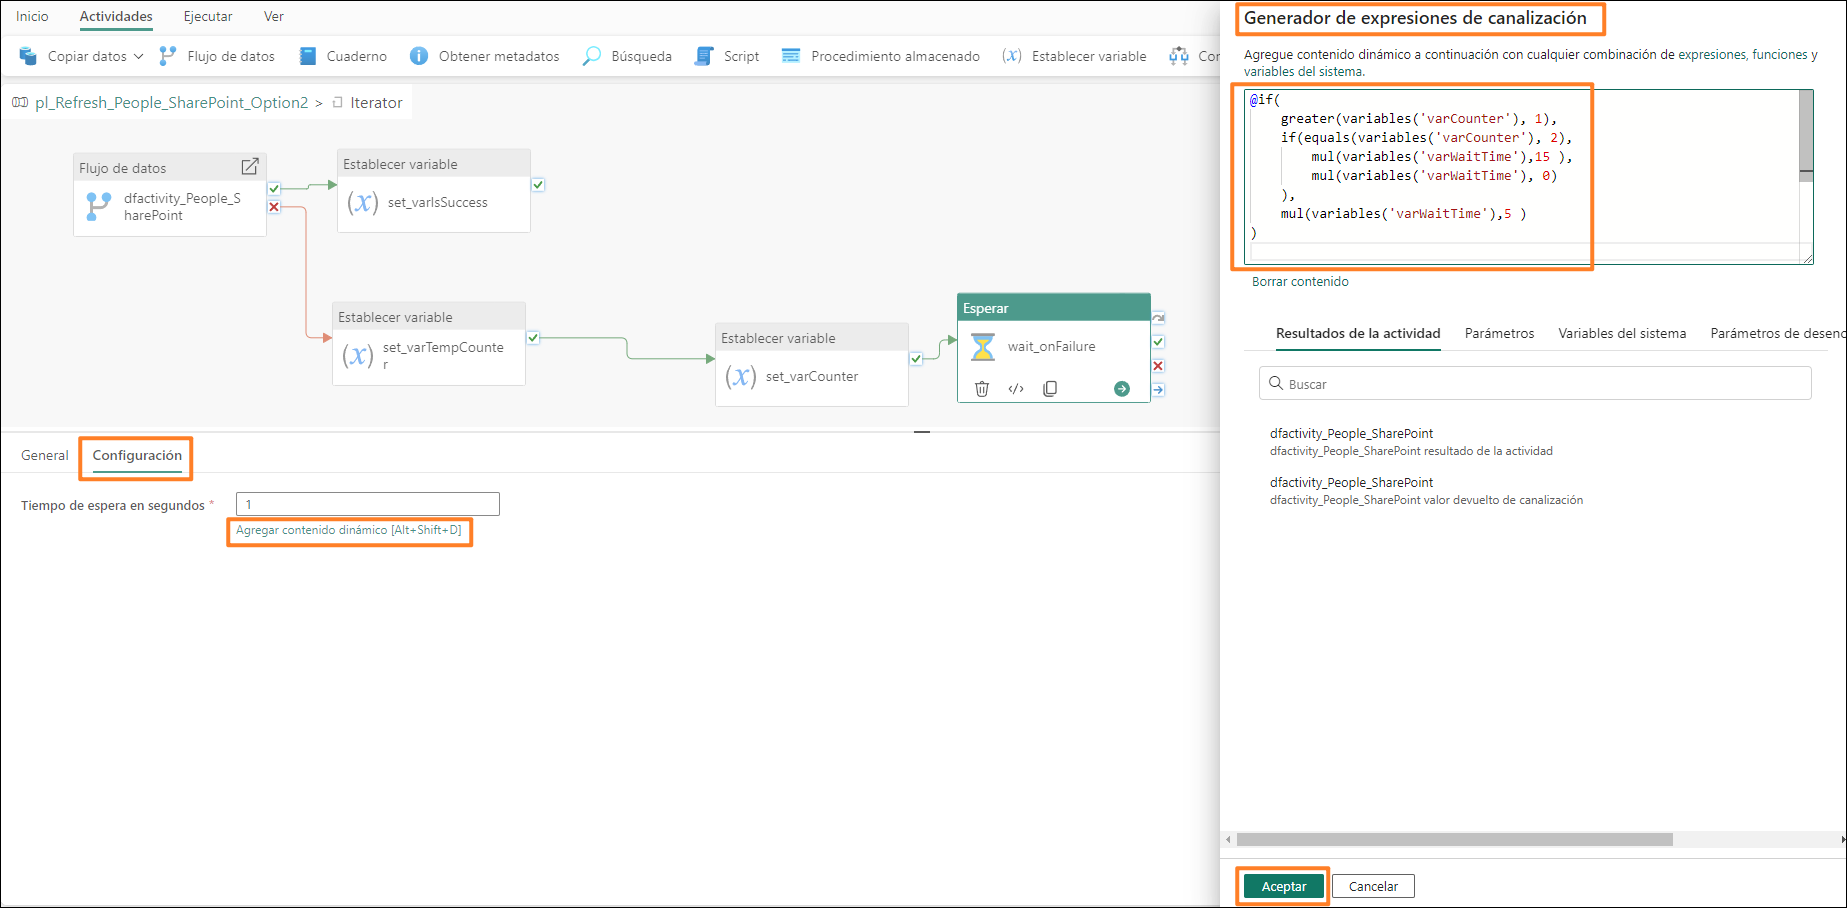 Inicio Actividades Ejecutar Ver
Copiar datos Flujo de datos Cuaderno Obtener metadatos Búsqueda Script Procedimiento almacenado (x) Establecer variable Cor
pl_Refresh_People_SharePoint_Option2 > Iterator
Flujo de datos
dfactivity_People_S
harePoint
Establecer variable
(x) set_varIsSuccess
Establecer variable
(x) set_varTempCounte
r
Establecer variable
(x) set_varCounter
Esperar
wait_onFailure
General Configuración
Tiempo de espera en segundos * 1
Agregar contenido dinámico [Alt+Shift+D]
Generador de expresiones de canalización
Agregue contenido dinámico a continuación con cualquier combinación de expresiones, funciones y
variables del sistema.
@if(
greater(variables('varCounter'), 1),
if(equals(variables('varCounter'), 2),
mul(variables('varWaitTime'),15 ),
mul(variables('varWaitTime'), 0)
),
mul(variables('varWaitTime'),5 )
)
Borrar contenido
Resultados de la actividad Parámetros Variables del sistema Parámetros de desenc
Buscar
dfactivity_People_SharePoint
dfactivity_People_SharePoint resultado de la actividad
dfactivity_People_SharePoint
dfactivity_People_SharePoint valor devuelto de canalización
Aceptar Cancelar